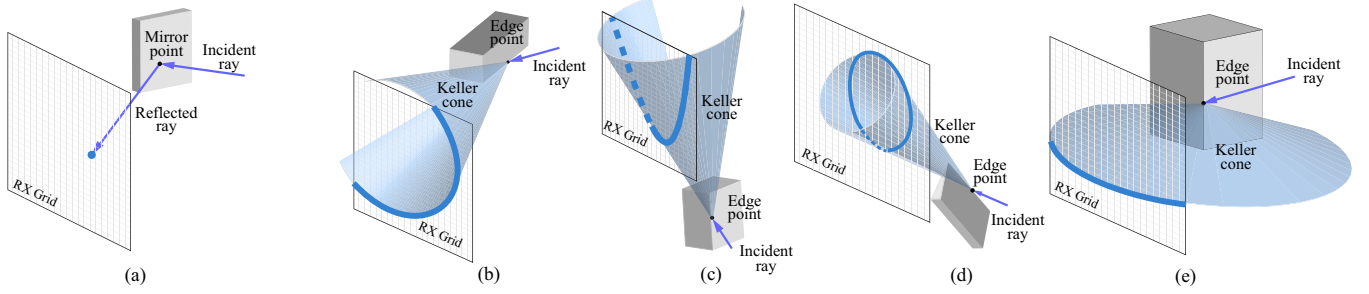 Mirror
point
Incident
ray
Reflected
ray
RX Grid
(a)
Edge
point
Incident
ray
Keller
cone
RX Grid
(b)
Keller
cone
RX Grid
Edge
point
Incident
ray
(c)
Keller
cone
Edge
point
RX Grid
Incident
ray
(d)
Edge
point
Incident
ray
Keller
cone
RX Grid
(e)